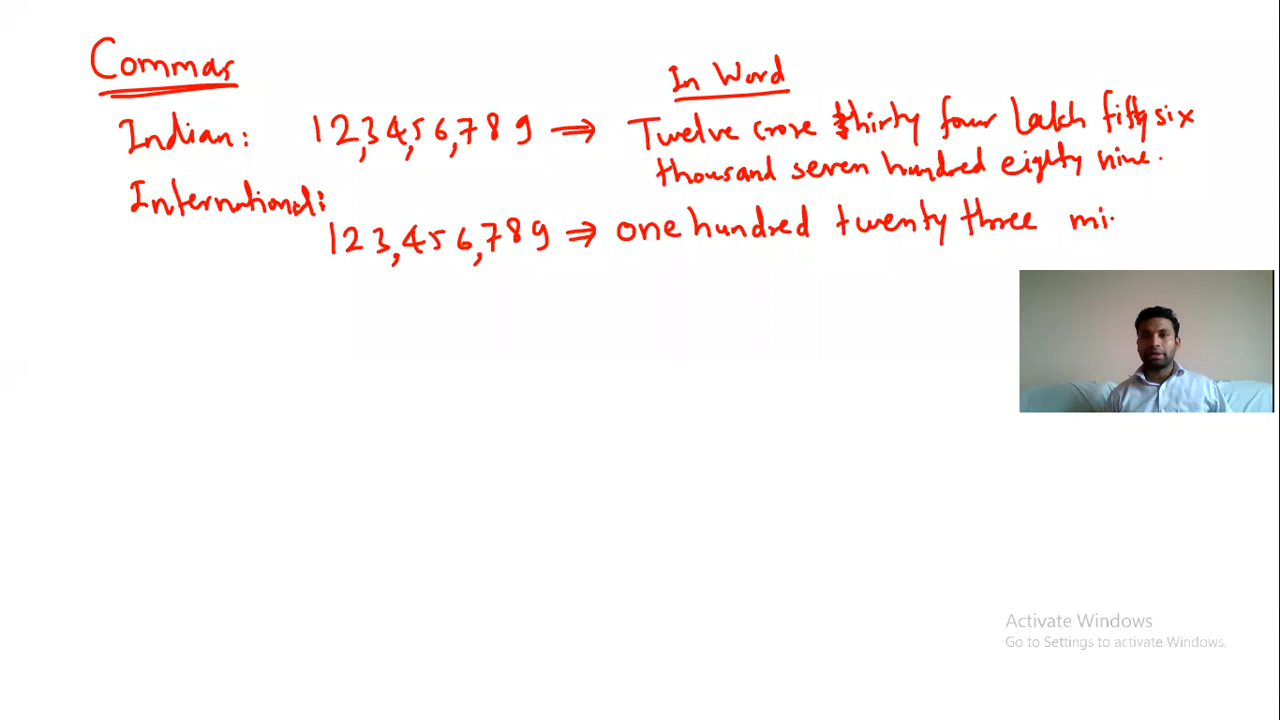 Commas
In Word
Indian: 12,34,56,789 ⇒ Twelve crore thirty four lakh fifty six
thousand seven hundred eighty nine.
International:
123,456,789 ⇒ one hundred twenty three mi
Activate Windows
Go to Settings to activate Windows.